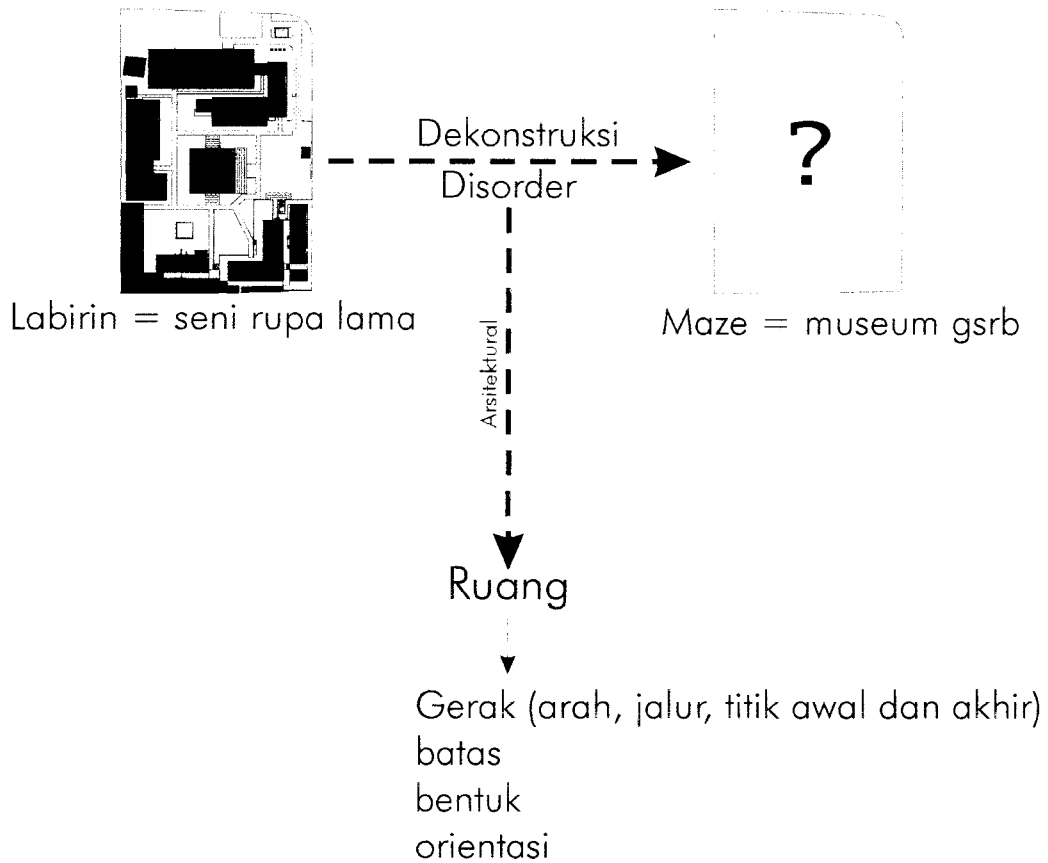 ?
Dekonstruksi
Disorder
Labirin = seni rupa lama
Maze = museum gsrb
Arsitektural
Ruang
Gerak (arah, jalur, titik awal dan akhir)
batas
bentuk
orientasi